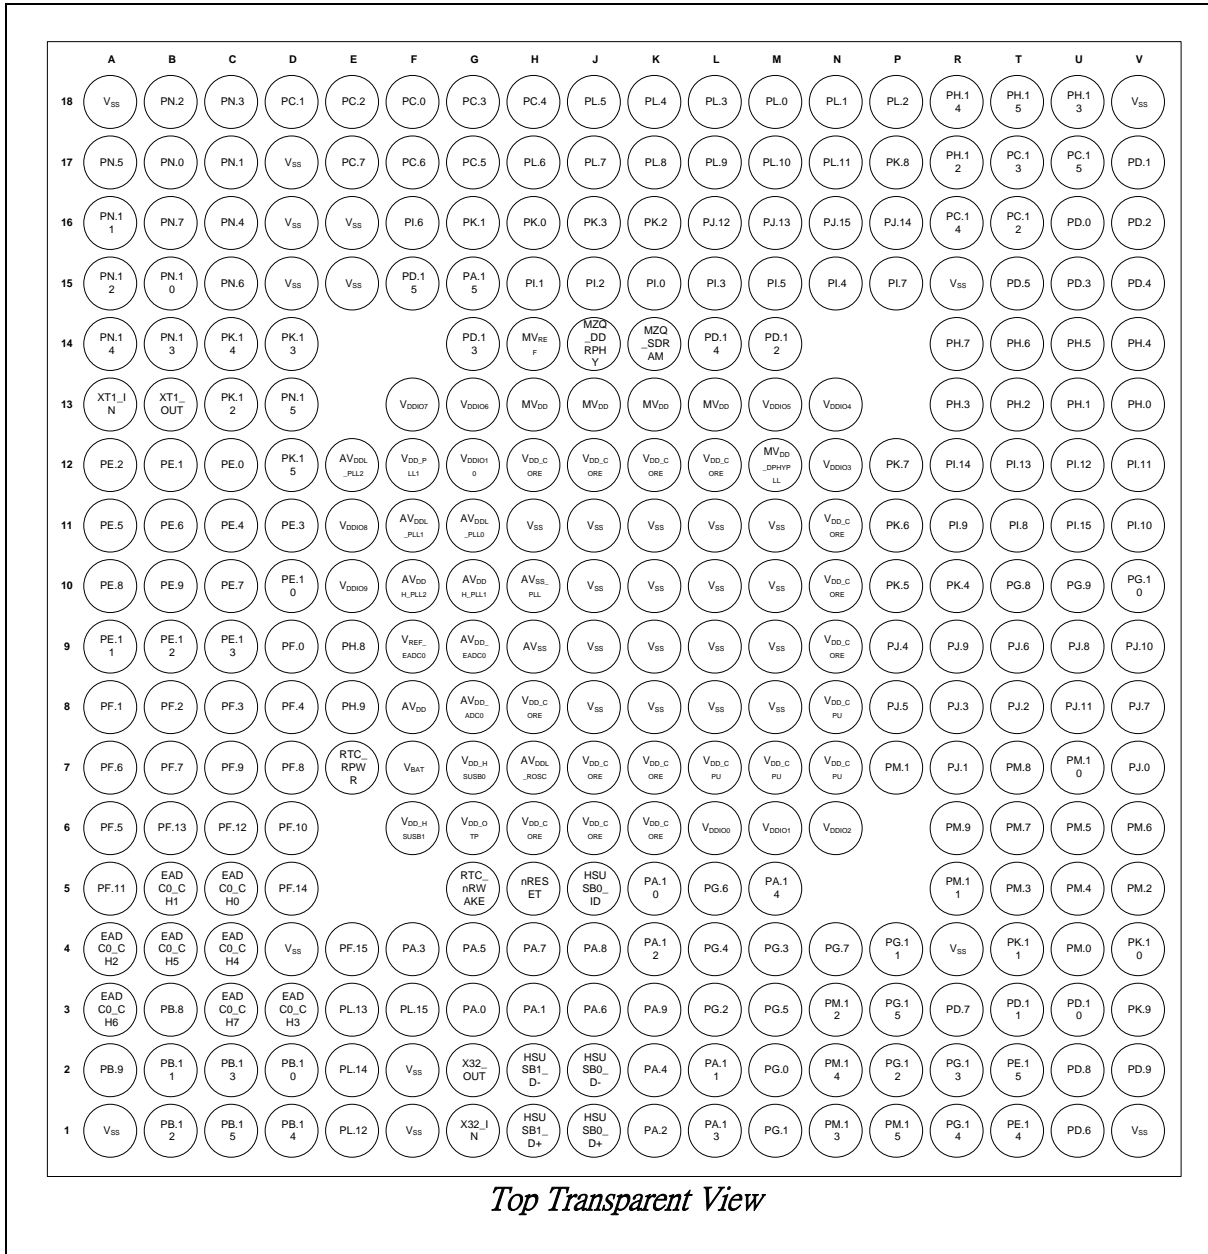 A B C D E F G H J K L M N P R T U V
18 VSS PN.2 PN.3 PC.1 PC.2 PC.0 PC.3 PC.4 PL.5 PL.4 PL.3 PL.0 PL.1 PL.2 PH.14 PH.15 PH.13 VSS
17 PN.5 PN.0 PN.1 VSS PC.7 PC.6 PC.5 PL.6 PL.7 PL.8 PL.9 PL.10 PL.11 PK.8 PH.12 PC.13 PC.15 PD.1
16 PN.11 PN.7 PN.4 VSS VSS PI.6 PK.1 PK.0 PK.3 PK.2 PJ.12 PJ.13 PJ.15 PJ.14 PC.14 PC.12 PD.0 PD.2
15 PN.12 PN.10 PN.6 VSS VSS PD.15 PA.15 PI.1 PI.2 PI.0 PI.3 PI.5 PI.4 PI.7 VSS PD.5 PD.3 PD.4
14 PN.14 PN.13 PK.14 PK.13 PD.13 MVREF MZQ_DDRPHY MZQ_SDRAM PD.14 PD.12 PH.7 PH.6 PH.5 PH.4
13 XT1_IN XT1_OUT PK.12 PN.15 VDDIO7 VDDIO6 MVDD MVDD MVDD MVDD VDDIO5 VDDIO4 PH.3 PH.2 PH.1 PH.0
12 PE.2 PE.1 PE.0 PK.15 AVDDL_PLL2 VDD_PLL1 VDDIO10 VDD_CORE VDD_CORE VDD_CORE VDD_CORE MVDD_DPHYPLL VDDIO3 PK.7 PI.14 PI.13 PI.12 PI.11
11 PE.5 PE.6 PE.4 PE.3 VDDIO8 AVDDL_PLL1 AVDDL_PLL0 VSS VSS VSS VSS VSS VDD_CORE PK.6 PI.9 PI.8 PI.15 PI.10
10 PE.8 PE.9 PE.7 PE.10 VDDIO9 AVDDH_PLL2 AVDDH_PLL1 AVSS_PLL VSS VSS VSS VSS VDD_CORE PK.5 PK.4 PG.8 PG.9 PG.10
9 PE.11 PE.12 PE.13 PF.0 PH.8 VREF_EADC0 AVDD_EADC0 AVSS VSS VSS VSS VSS VDD_CORE PJ.4 PJ.9 PJ.6 PJ.8 PJ.10
8 PF.1 PF.2 PF.3 PF.4 PH.9 AVDD AVDD_ADC0 VDD_CORE VSS VSS VSS VSS VDD_CPU PJ.5 PJ.3 PJ.2 PJ.11 PJ.7
7 PF.6 PF.7 PF.9 PF.8 RTC_RPWR VBAT VDD_HSUSB0 AVDDL_ROSC VDD_CORE VDD_CORE VDD_CPU VDD_CPU VDD_CPU PM.1 PJ.1 PM.8 PM.10 PJ.0
6 PF.5 PF.13 PF.12 PF.10 VDD_HSUSB1 VDD_OTP VDD_CORE VDD_CORE VDD_CORE VDDIO0 VDDIO1 VDDIO2 PM.9 PM.7 PM.5 PM.6
5 PF.11 EADC0_CH1 EADC0_CH0 PF.14 RTC_nRWAKE nRESET HSUSB0_ID PA.10 PG.6 PA.14 PM.11 PM.3 PM.4 PM.2
4 EADC0_CH2 EADC0_CH5 EADC0_CH4 VSS PF.15 PA.3 PA.5 PA.7 PA.8 PA.12 PG.4 PG.3 PG.7 PG.11 VSS PK.11 PM.0 PK.10
3 EADC0_CH6 PB.8 EADC0_CH7 EADC0_CH3 PL.13 PL.15 PA.0 PA.1 PA.6 PA.9 PG.2 PG.5 PM.12 PG.15 PD.7 PD.11 PD.10 PK.9
2 PB.9 PB.11 PB.13 PB.10 PL.14 VSS X32_OUT HSUSB1_D- HSUSB0_D- PA.4 PA.11 PG.0 PM.14 PG.12 PG.13 PE.15 PD.8 PD.9
1 VSS PB.12 PB.15 PB.14 PL.12 VSS X32_IN HSUSB1_D+ HSUSB0_D+ PA.2 PA.13 PG.1 PM.13 PM.15 PG.14 PE.14 PD.6 VSS
Top Transparent View